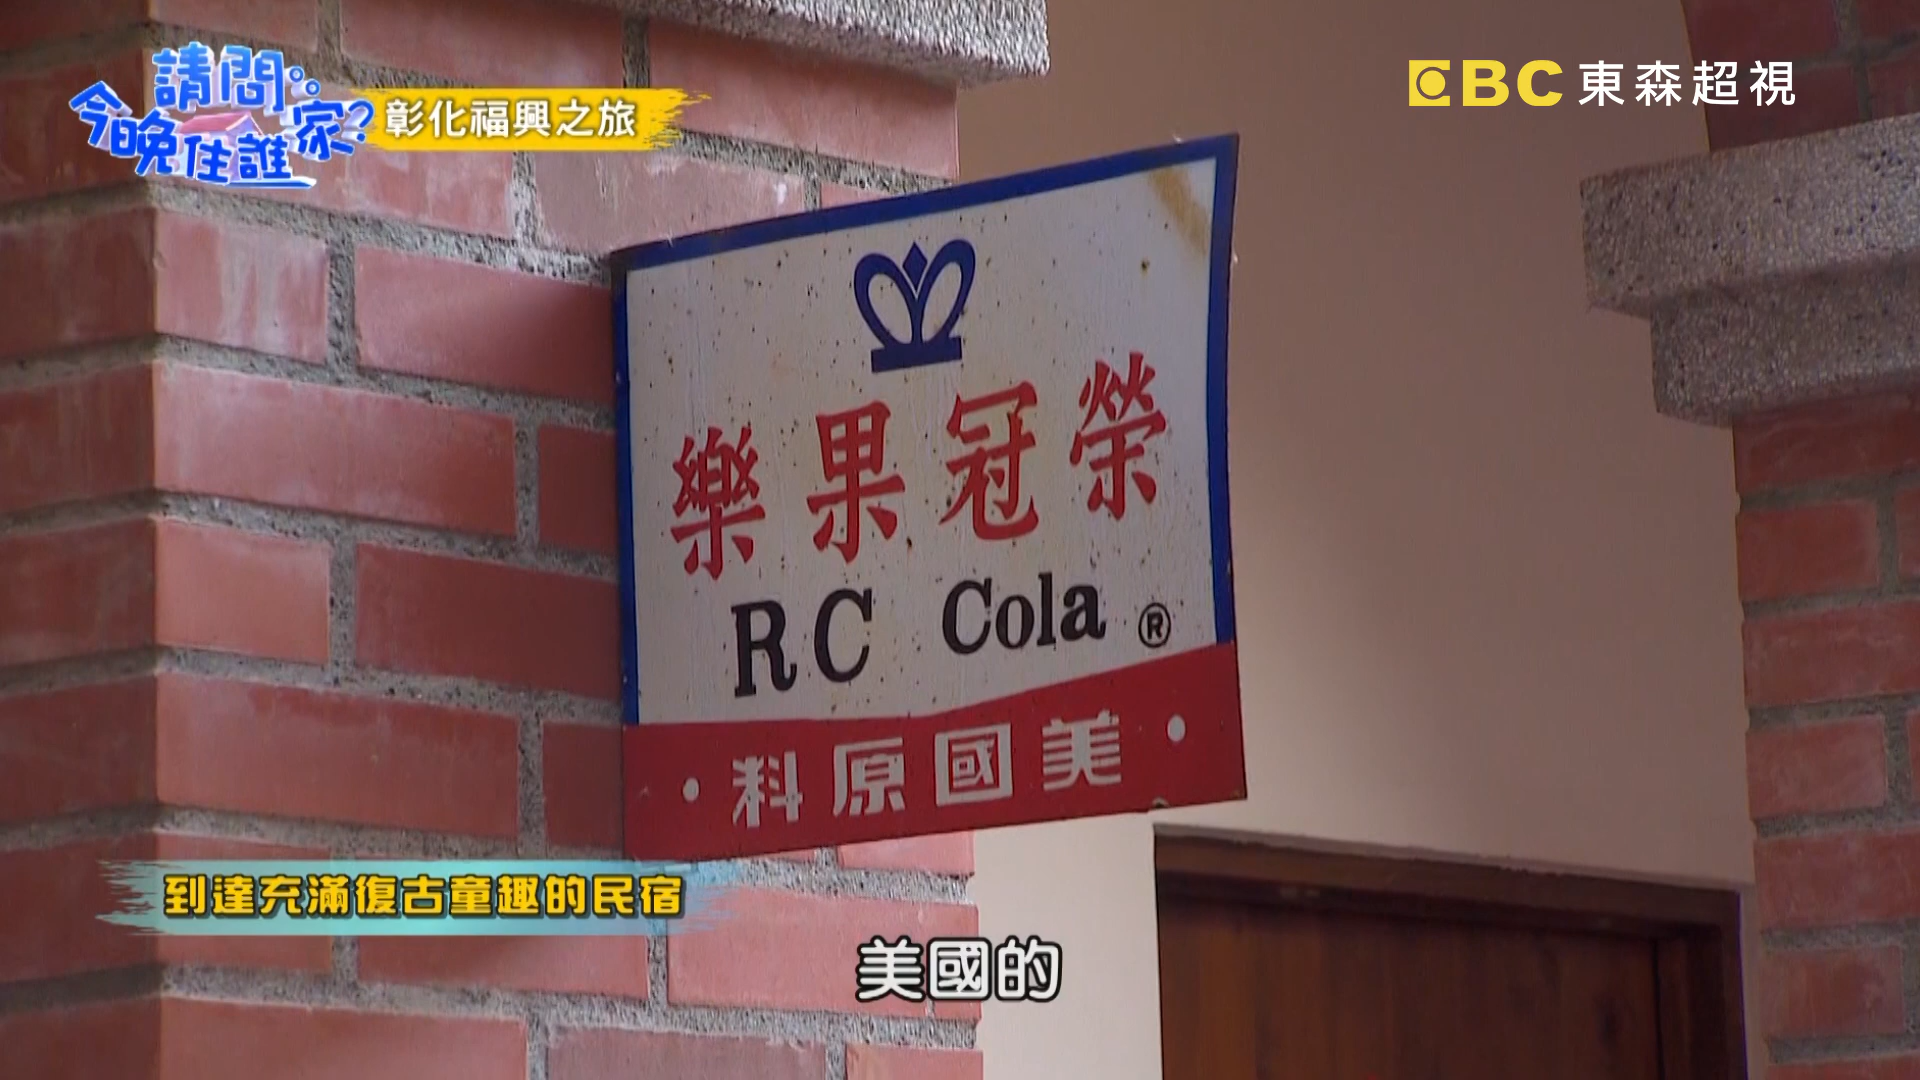 請問
今晚住誰家?
彰化福興之旅
EBC 東森超視
榮冠果樂
RC Cola ®
·美國原料·
到達充滿復古童趣的民宿
美國的